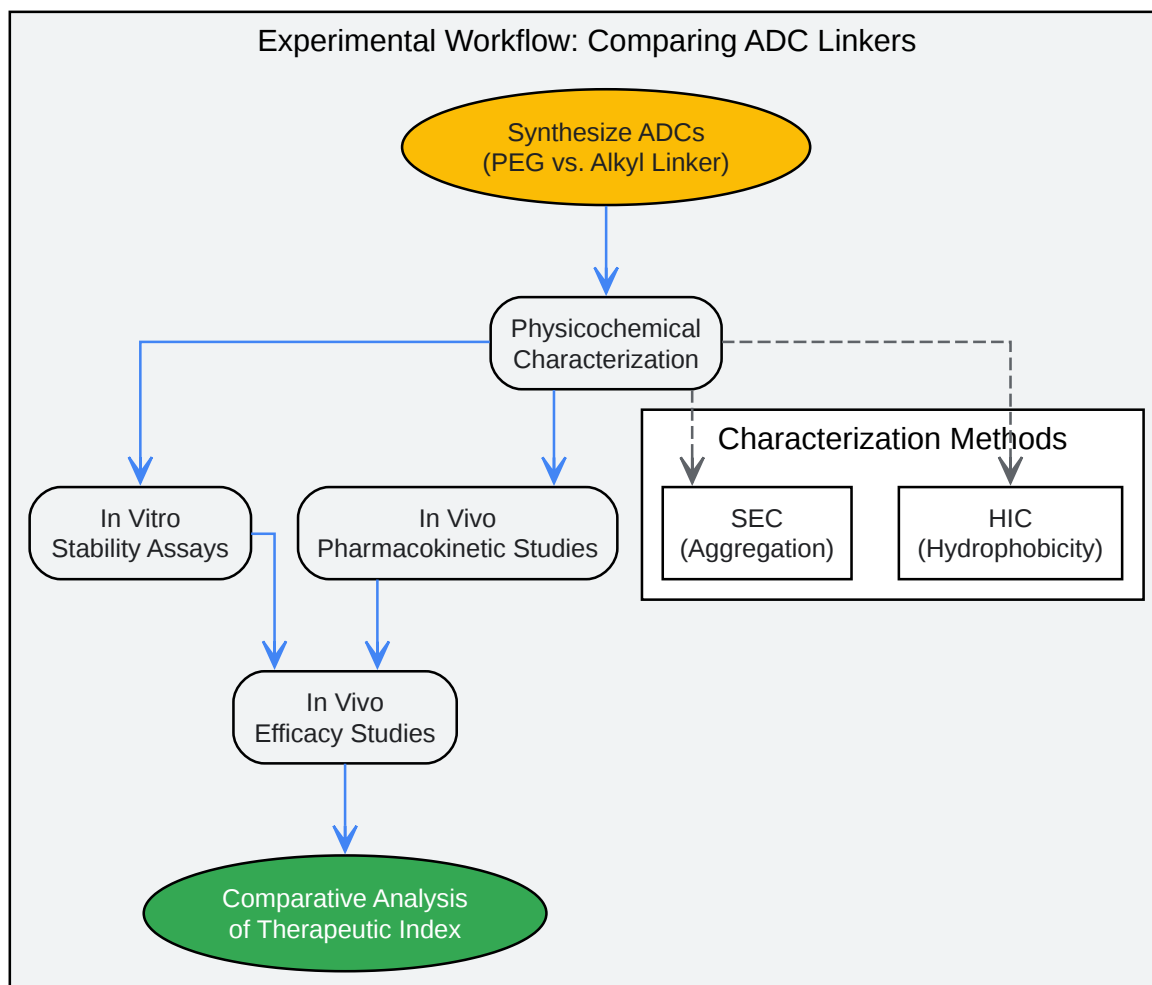 Experimental Workflow: Comparing ADC Linkers
Synthesize ADCs
(PEG vs. Alkyl Linker)
Physicochemical
Characterization
Characterization Methods
In Vitro
Stability Assays
In Vivo
Pharmacokinetic Studies
SEC
(Aggregation)
HIC
(Hydrophobicity)
In Vivo
Efficacy Studies
Comparative Analysis
of Therapeutic Index